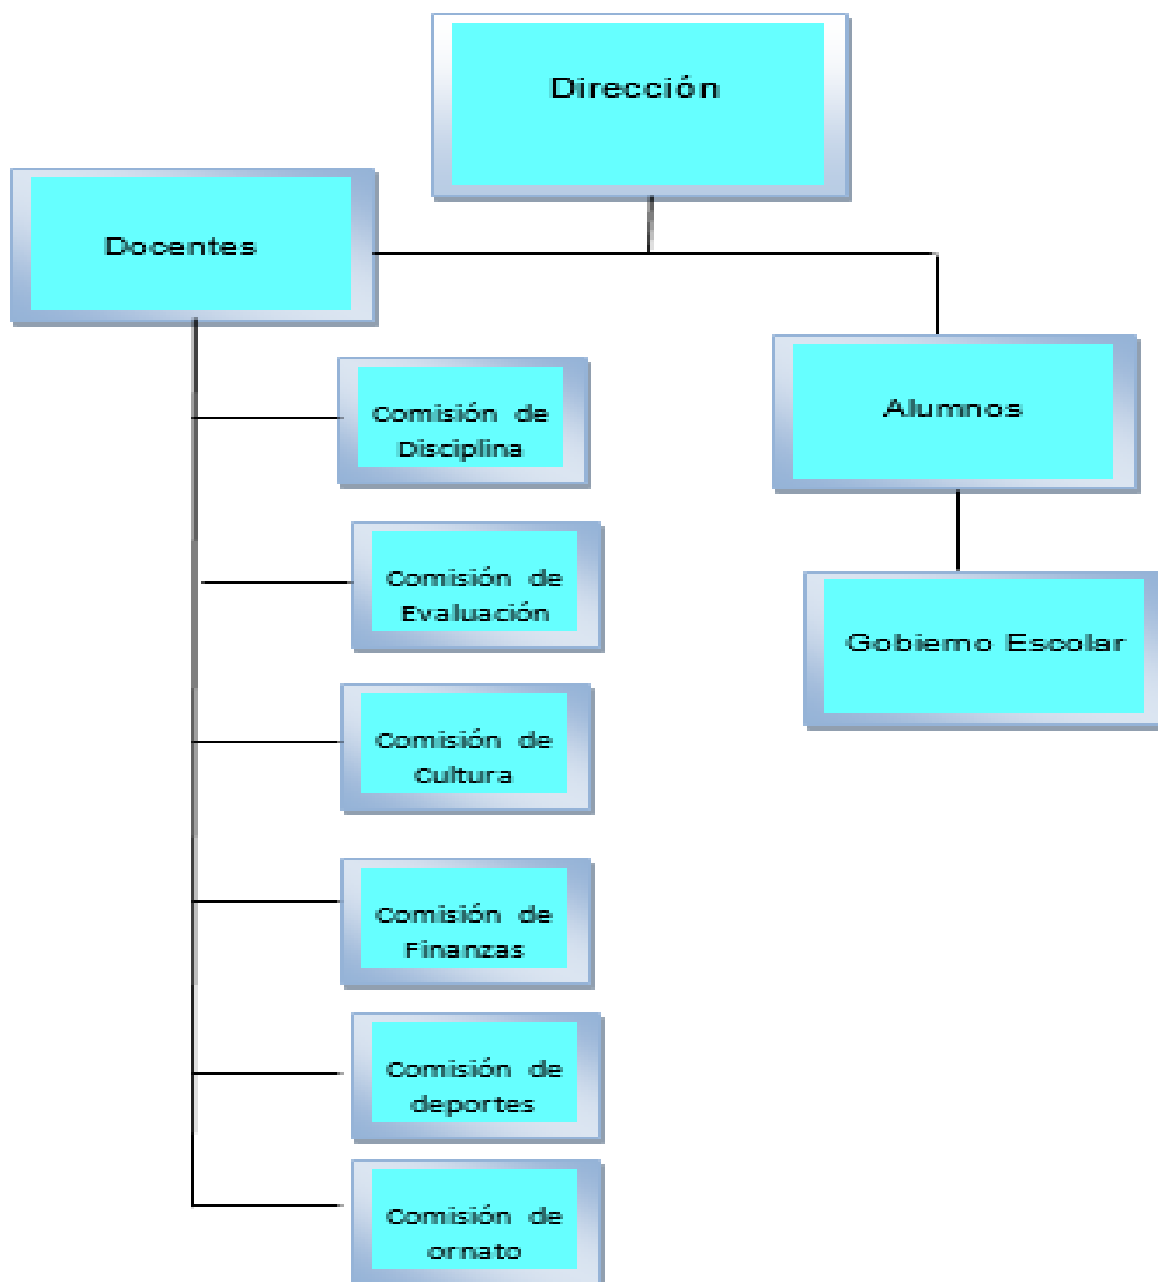 Dirección
Docentes
Alumnos
Comisión de
Disciplina
Comisión de
Evaluación
Gobierno Escolar
Comisión de
Cultura
Comisión de
Finanzas
Comisión de
deportes
Comisión de
ornato